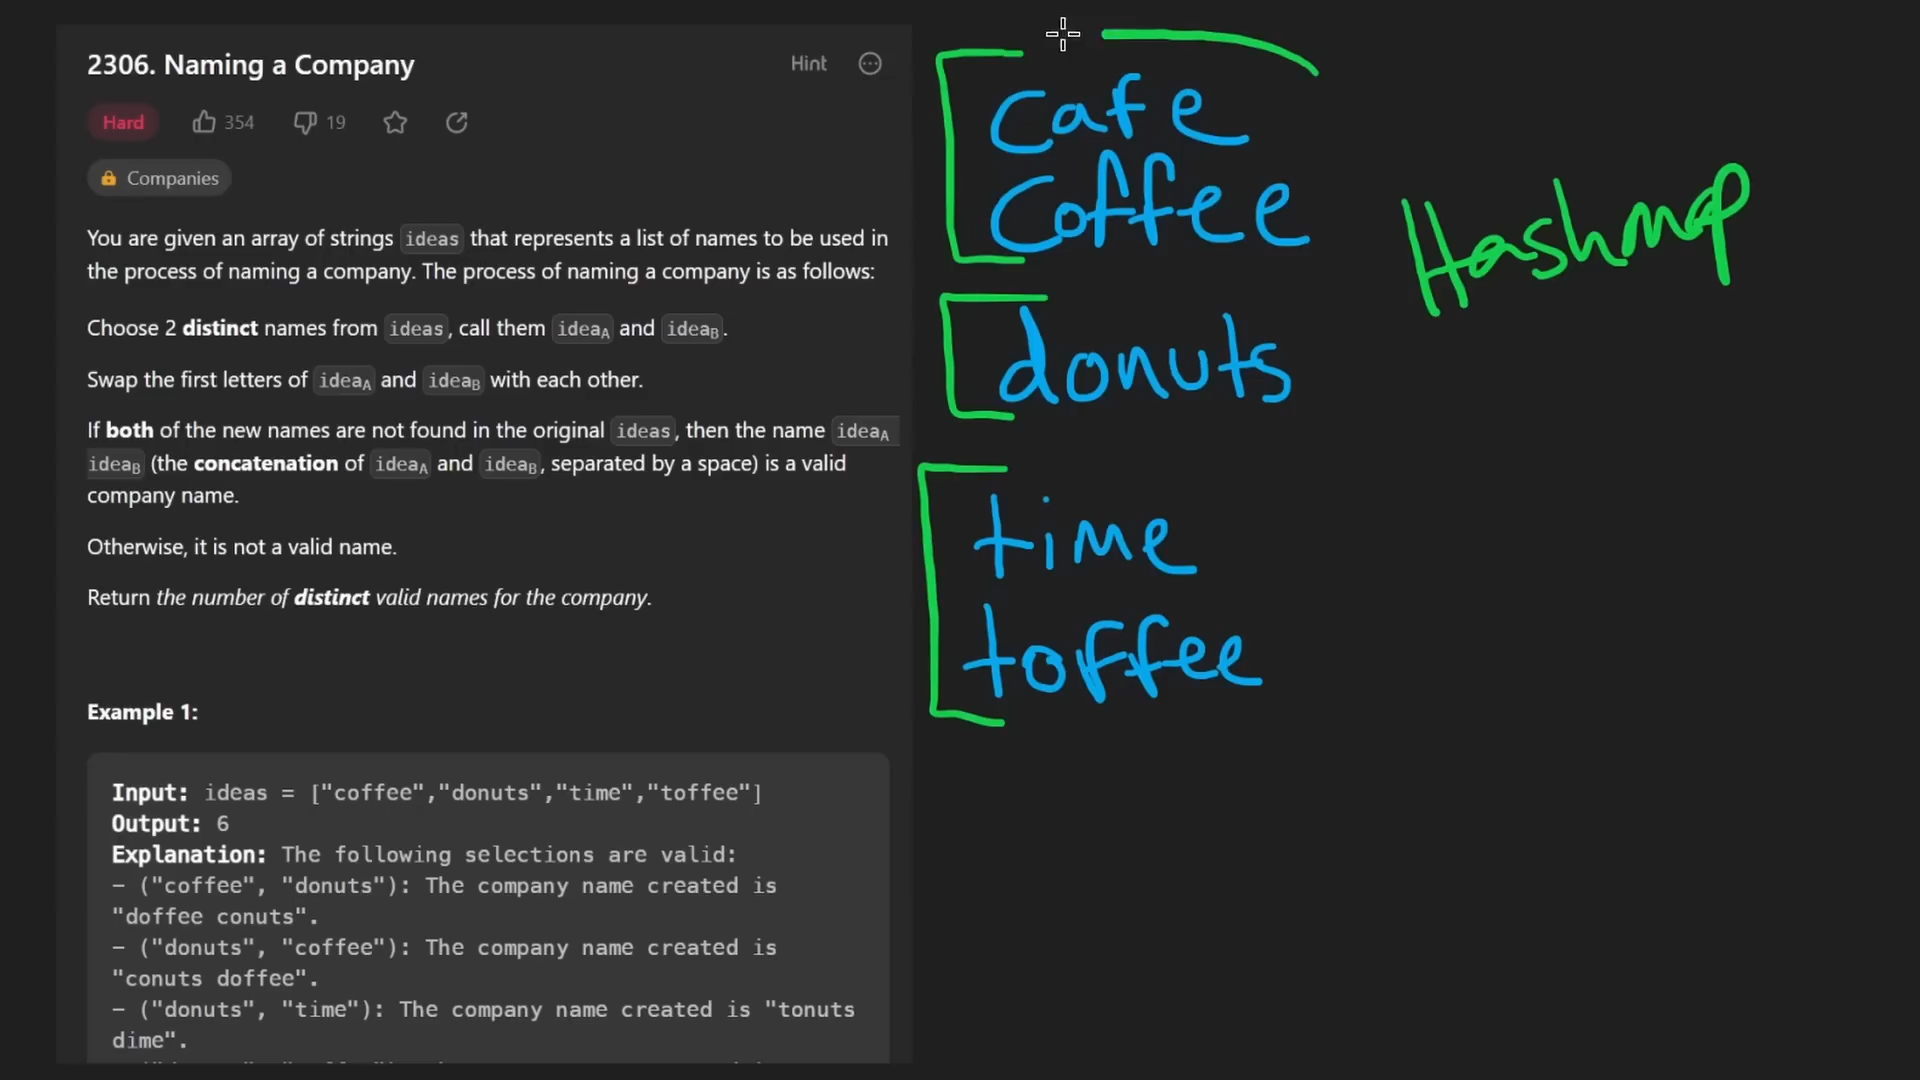 2306. Naming a Company
Hint
Hard
354
19
Companies
You are given an array of strings ideas that represents a list of names to be used in
the process of naming a company. The process of naming a company is as follows:
Choose 2 distinct names from ideas, call them ideaA and ideaB.
Swap the first letters of ideaA and ideaB with each other.
If both of the new names are not found in the original ideas, then the name ideaA
ideaB (the concatenation of ideaA and ideaB, separated by a space) is a valid
company name.
Otherwise, it is not a valid name.
Return the number of distinct valid names for the company.
Example 1:
Input: ideas = ["coffee","donuts","time","toffee"]
Output: 6
Explanation: The following selections are valid:
- ("coffee", "donuts"): The company name created is
"doffee conuts".
- ("donuts", "coffee"): The company name created is
"conuts doffee".
- ("donuts", "time"): The company name created is "tonuts
dime".
Cafe
Coffee
donuts
time
toffee
Hashmap